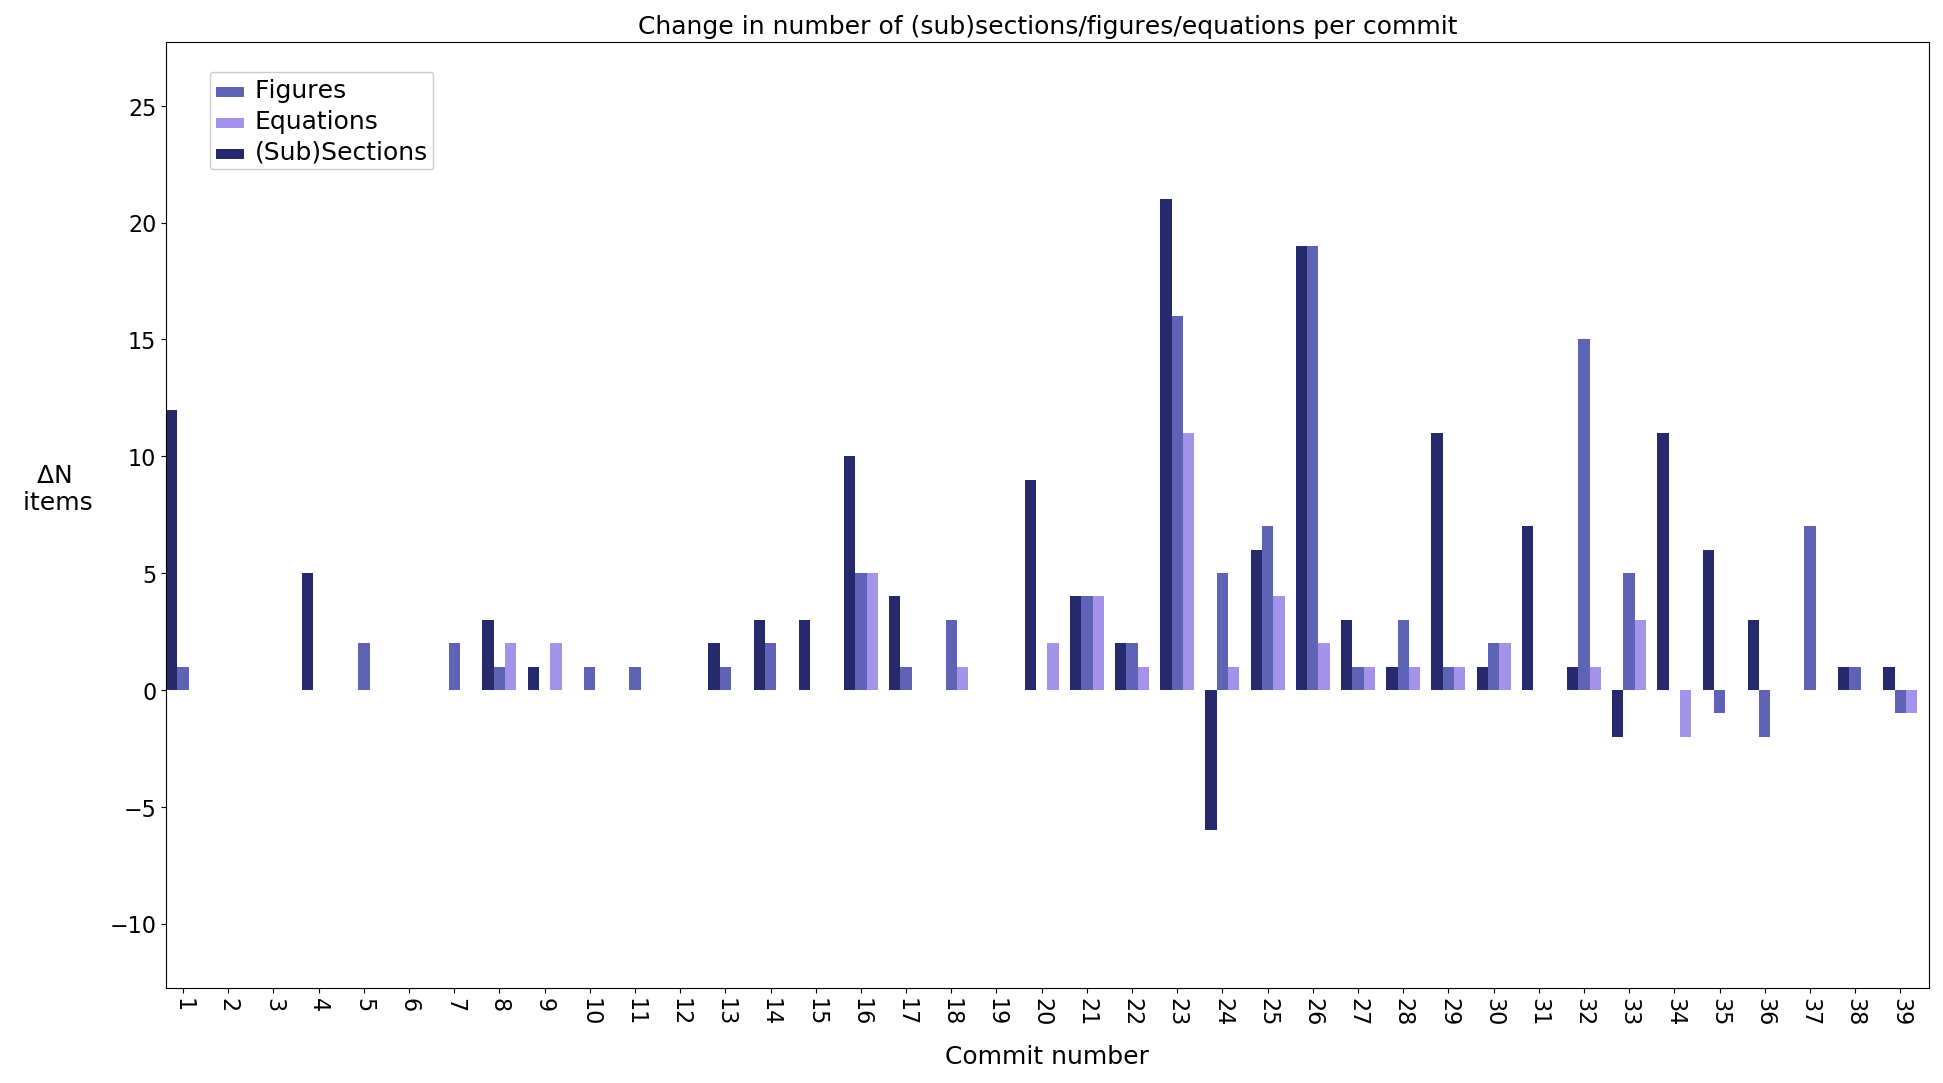 Change in number of (sub)sections/figures/equations per commit
Figures
Equations
(Sub)Sections
25
20
15
10
5
0
−5
−10
ΔN
items
1 2 3 4 5 6 7 8 9 10 11 12 13 14 15 16 17 18 19 20 21 22 23 24 25 26 27 28 29 30 31 32 33 34 35 36 37 38 39
Commit number